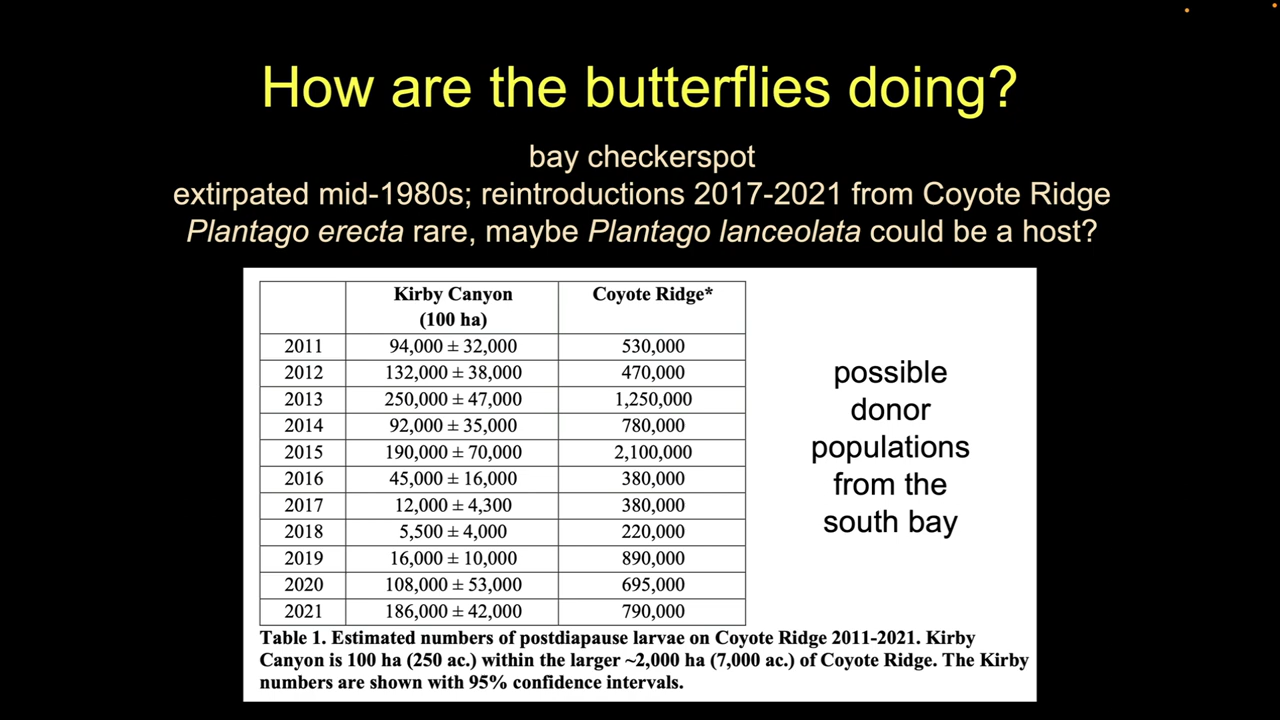 How are the butterflies doing?
bay checkerspot
extirpated mid-1980s; reintroductions 2017-2021 from Coyote Ridge
Plantago erecta rare, maybe Plantago lanceolata could be a host?
Kirby Canyon Coyote Ridge*
(100 ha)
2011 94,000 ± 32,000 530,000
2012 132,000 ± 38,000 470,000
2013 250,000 ± 47,000 1,250,000
2014 92,000 ± 35,000 780,000
2015 190,000 ± 70,000 2,100,000
2016 45,000 ± 16,000 380,000
2017 12,000 ± 4,300 380,000
2018 5,500 ± 4,000 220,000
2019 16,000 ± 10,000 890,000
2020 108,000 ± 53,000 695,000
2021 186,000 ± 42,000 790,000
Table 1. Estimated numbers of postdiapause larvae on Coyote Ridge 2011-2021. Kirby
Canyon is 100 ha (250 ac.) within the larger ~2,000 ha (7,000 ac.) of Coyote Ridge. The Kirby
numbers are shown with 95% confidence intervals.
possible
donor
populations
from the
south bay